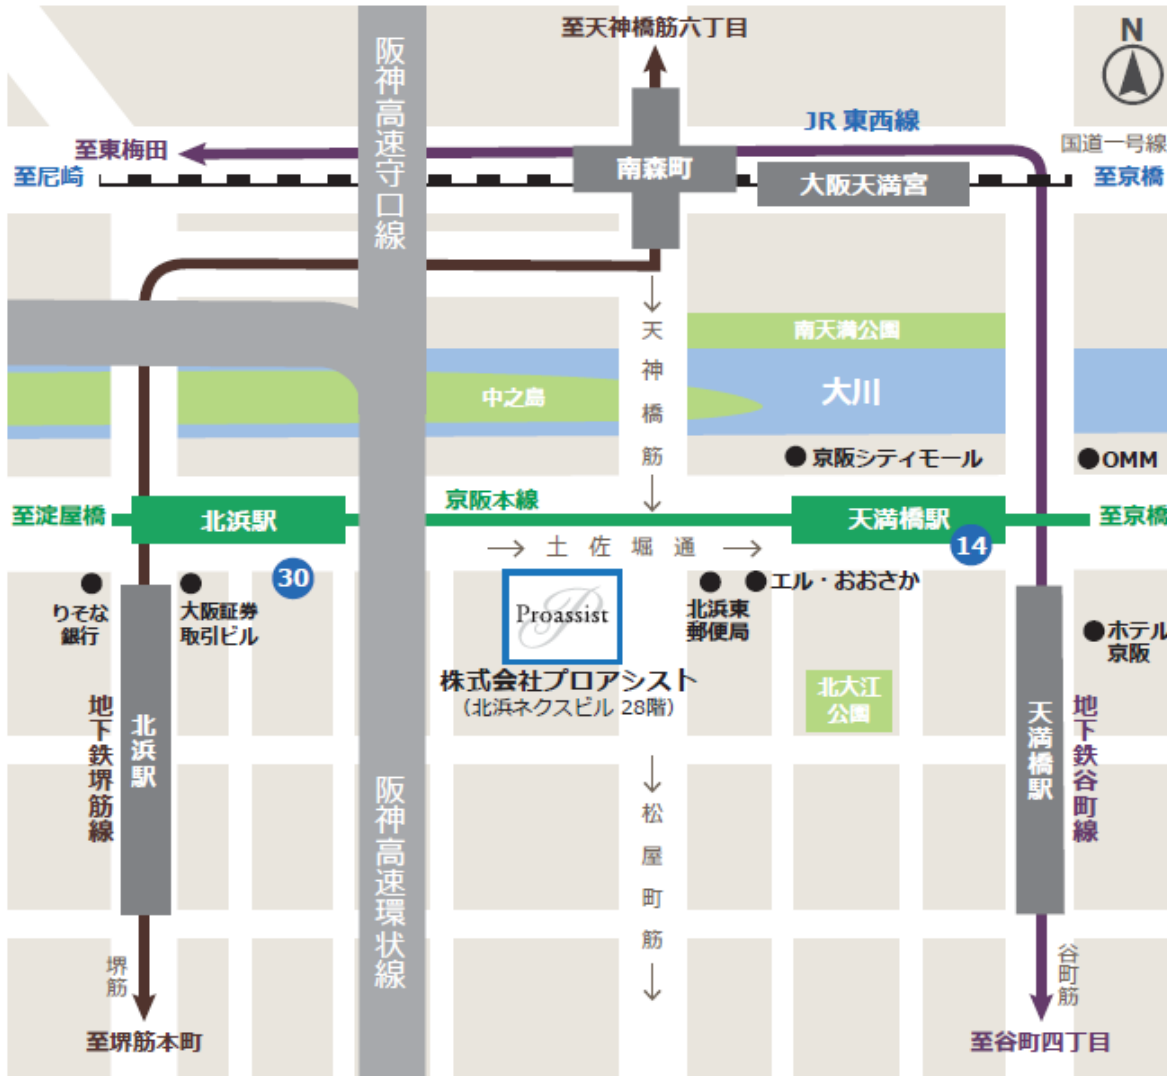 至天神橋筋六丁目
N
阪神高速守口線
JR 東西線
国道一号線
至東梅田
南森町
至尼崎
大阪天満宮
至京橋
天神橋筋
南天満公園
大川
中之島
京阪シティモール
OMM
至淀屋橋
北浜駅
京阪本線
天満橋駅
至京橋
14
土佐堀通
30
りそな
銀行
大阪証券
取引ビル
Proassist
P
株式会社プロアシスト
（北浜ネクスビル 28階）
北浜東
郵便局
エル・おおさか
ホテル
京阪
北大江
公園
地下鉄堺筋線
北浜駅
天満橋駅
地下鉄谷町線
阪神高速環状線
松屋町筋
堺筋
谷町筋
至堺筋本町
至谷町四丁目